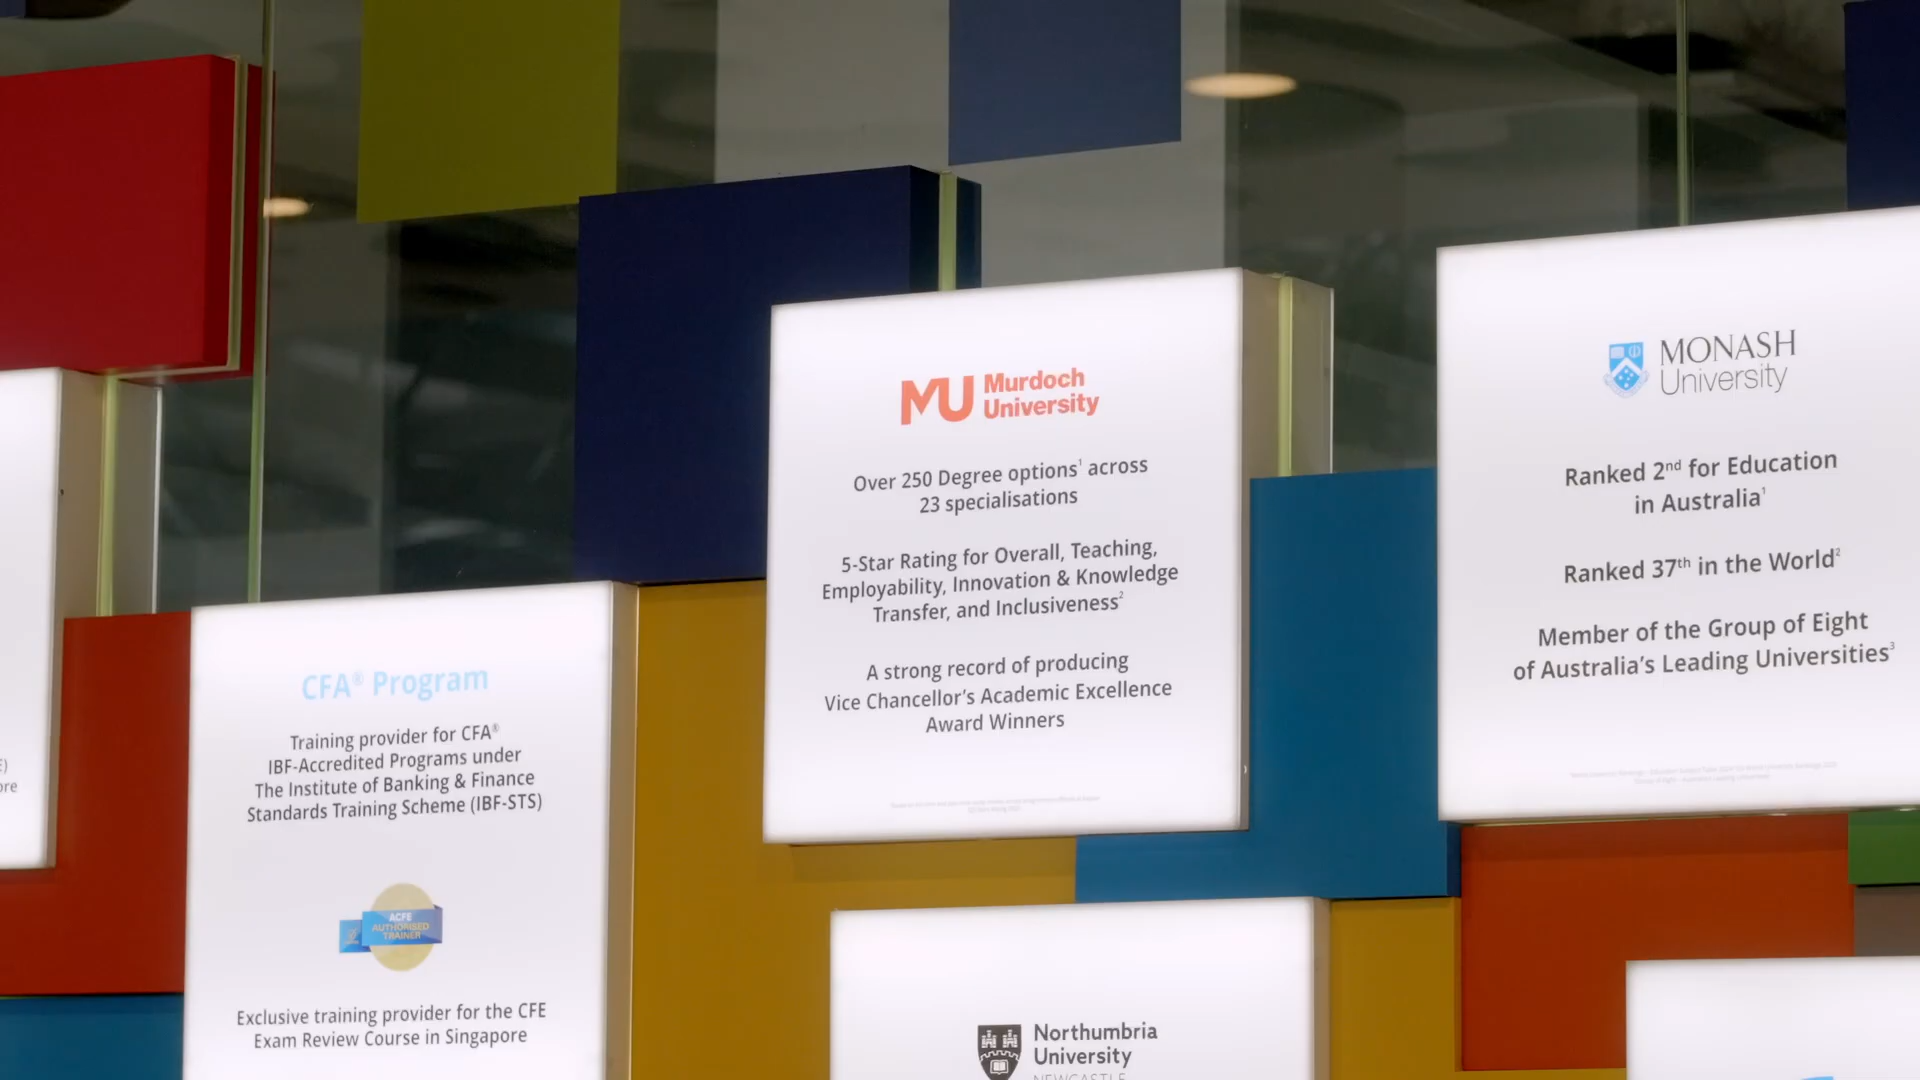 MU Murdoch
University
Over 250 Degree options¹ across
23 specialisations
5-Star Rating for Overall, Teaching,
Employability, Innovation & Knowledge
Transfer, and Inclusiveness²
A strong record of producing
Vice Chancellor's Academic Excellence
Award Winners
MONASH
University
Ranked 2nd for Education
in Australia¹
Ranked 37th in the World²
Member of the Group of Eight
of Australia's Leading Universities³
CFA® Program
Training provider for CFA®
IBF-Accredited Programs under
The Institute of Banking & Finance
Standards Training Scheme (IBF-STS)
ACFE
AUTHORISED
TRAINER
Exclusive training provider for the CFE
Exam Review Course in Singapore
Northumbria
University
NEWCASTLE